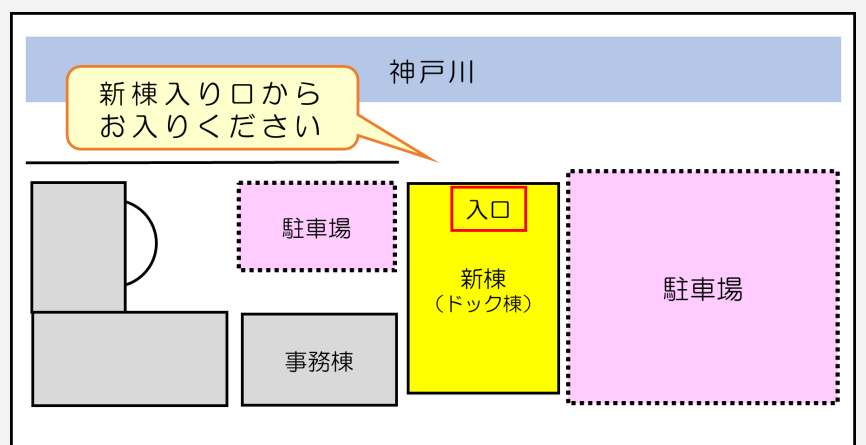 神戸川
新棟入り口から
お入りください
入口
駐車場
新棟
（ドック棟）
駐車場
事務棟